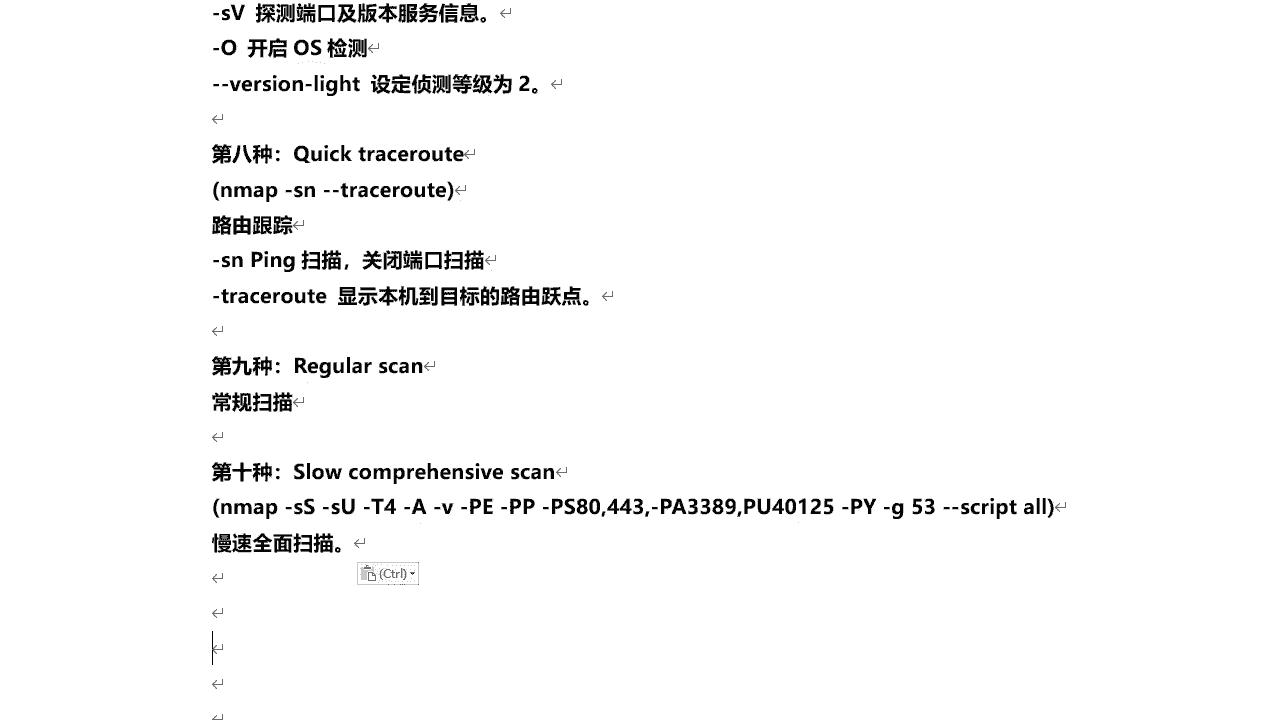 -sV 探测端口及版本服务信息。
-O 开启 OS 检测
--version-light 设定侦测等级为 2。
第八种：Quick traceroute
(nmap -sn --traceroute)
路由跟踪
-sn Ping 扫描，关闭端口扫描
-traceroute 显示本机到目标的路由跃点。
第九种：Regular scan
常规扫描
第十种：Slow comprehensive scan
(nmap -sS -sU -T4 -A -v -PE -PP -PS80,443,-PA3389,PU40125 -PY -g 53 --script all)
慢速全面扫描。
(Ctrl)